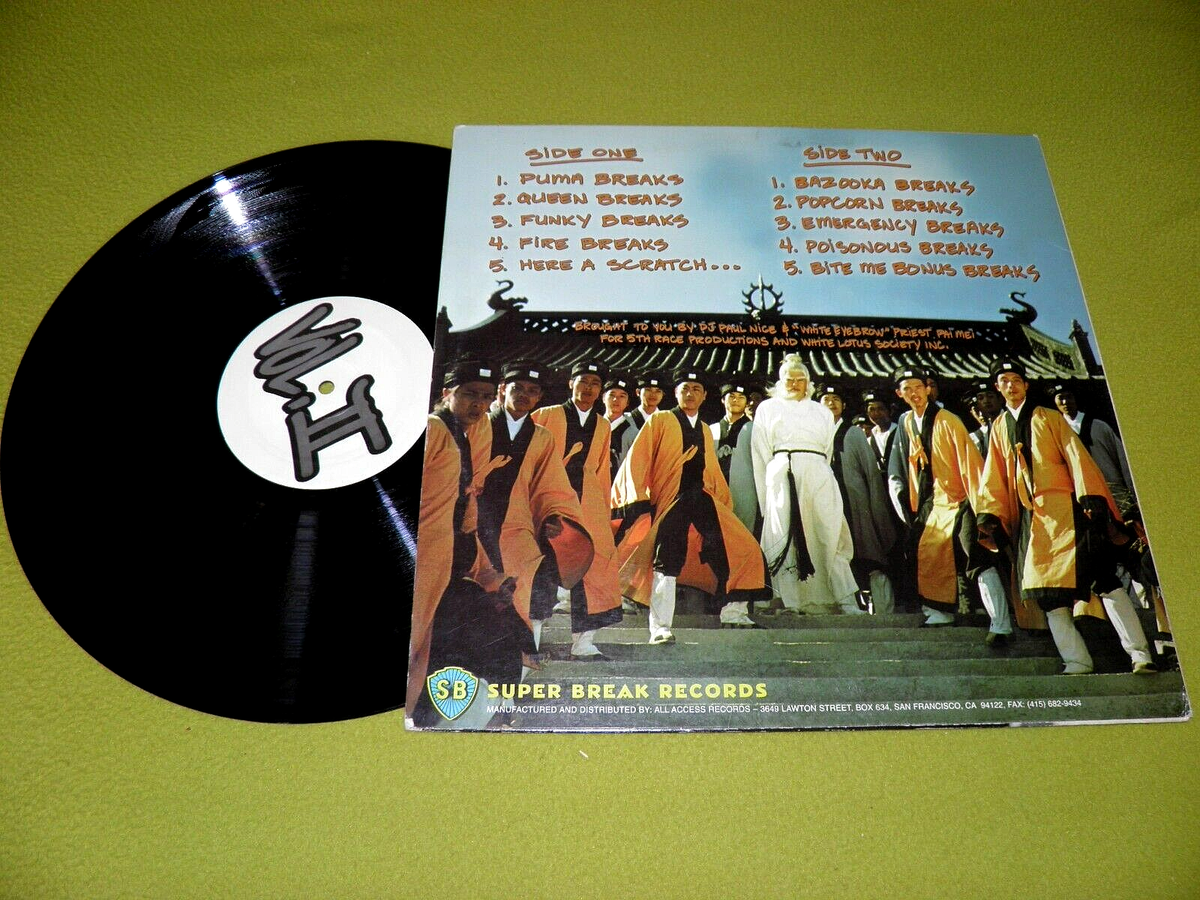 VOL. II
SIDE ONE
1. PUMA BREAKS
2. QUEEN BREAKS
3. FUNKY BREAKS
4. FIRE BREAKS
5. HERE A SCRATCH...
SIDE TWO
1. BAZOOKA BREAKS
2. POPCORN BREAKS
3. EMERGENCY BREAKS
4. POISONOUS BREAKS
5. BITE ME BONUS BREAKS
BROUGHT TO YOU BY DJ PAUL NICE & "WHITE EYEBROW" PRIEST PAI MEI
FOR 5TH RACE PRODUCTIONS AND WHITE LOTUS SOCIETY INC.
SB
SUPER BREAK RECORDS
MANUFACTURED AND DISTRIBUTED BY: ALL ACCESS RECORDS – 3649 LAWTON STREET, BOX 634, SAN FRANCISCO, CA 94122, FAX: (415) 682-9434